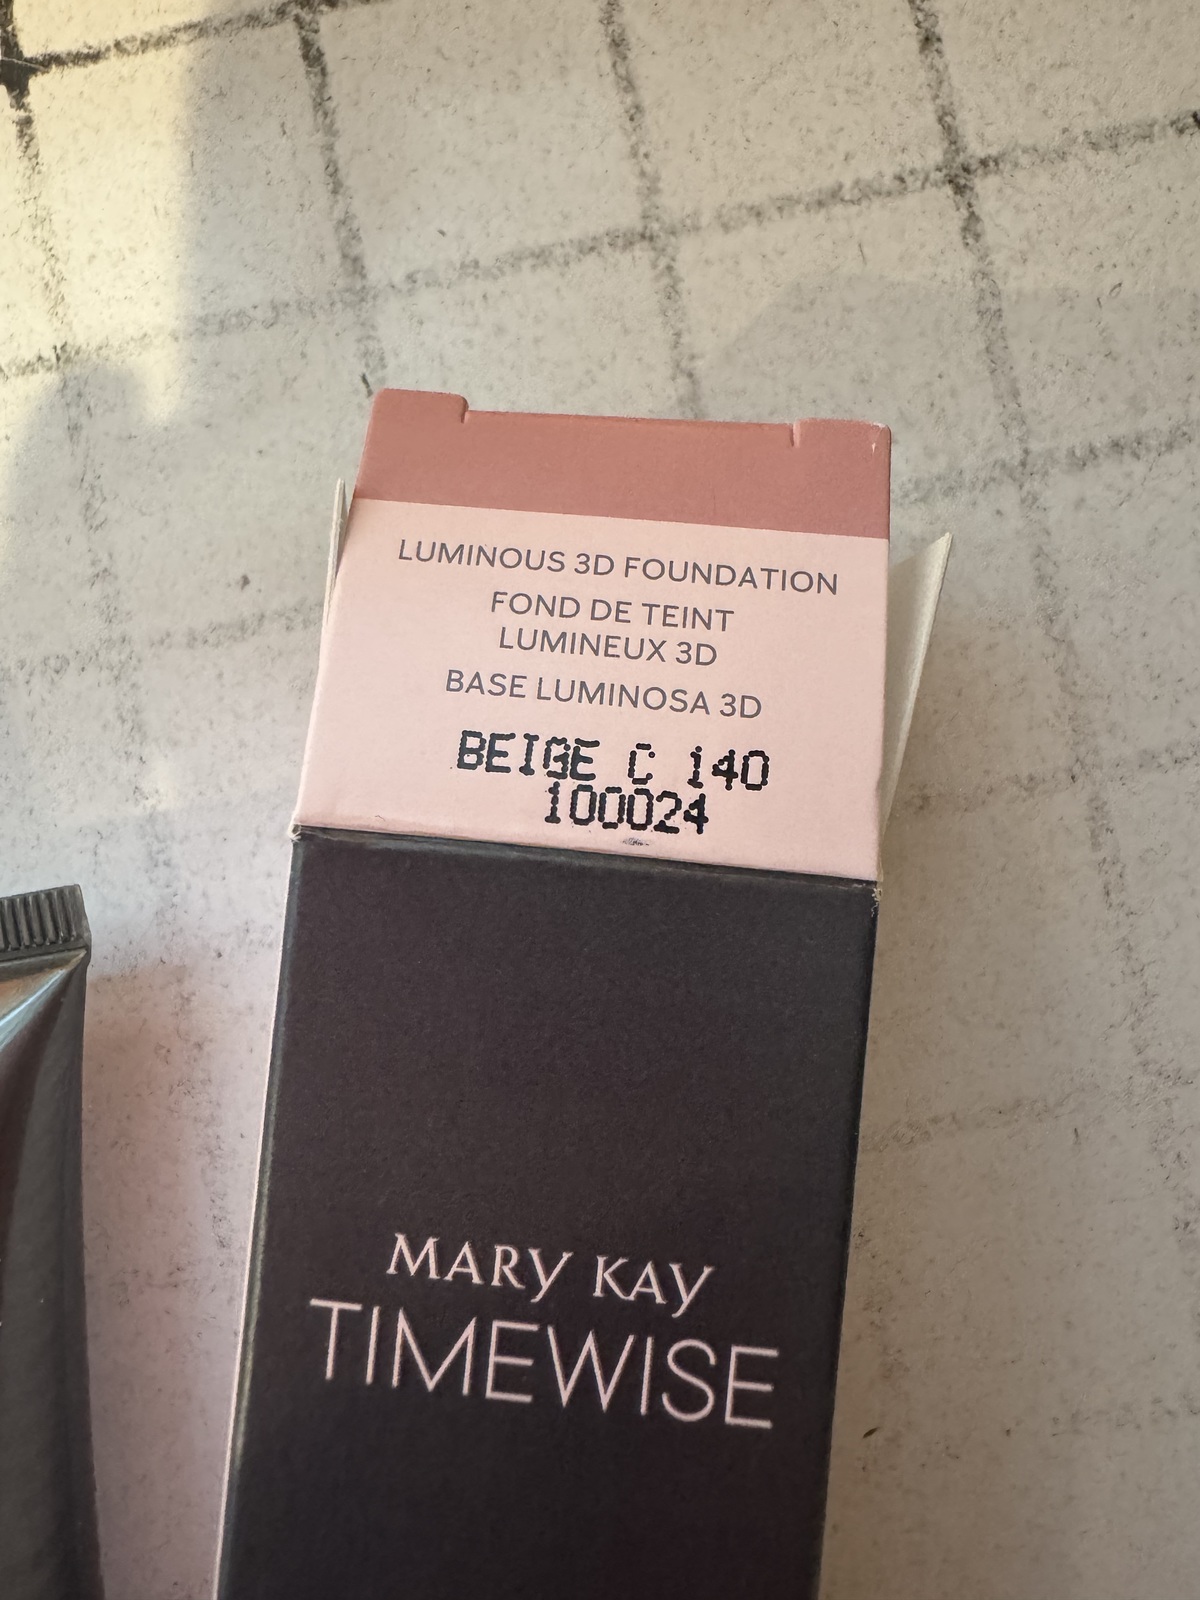 LUMINOUS 3D FOUNDATION
FOND DE TEINT
LUMINEUX 3D
BASE LUMINOSA 3D
BEIGE C 140
100024
MARY KAY
TIMEWISE